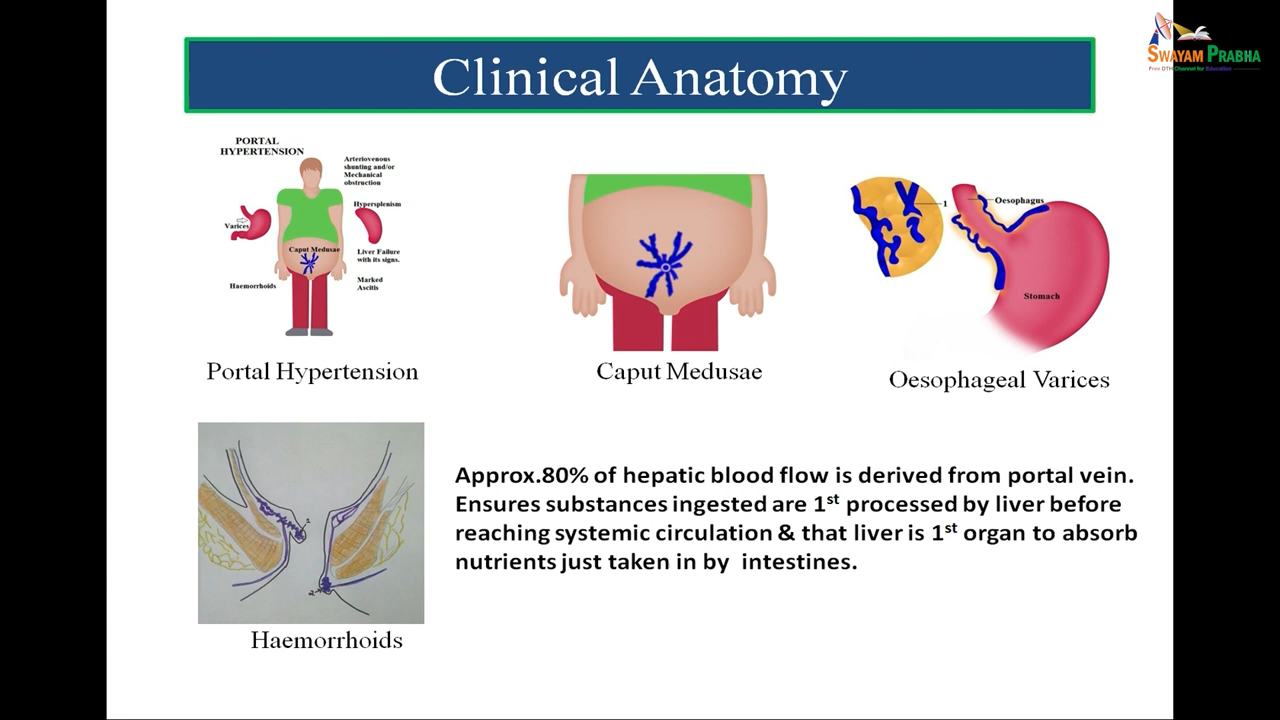 SWAYAM PRABHA
Free DTH Channel for Education
Clinical Anatomy
PORTAL
HYPERTENSION
Arteriovenous
shunting and/or
Mechanical
obstruction
Hypersplenism
Varices
Caput Medusae
Liver Failure
with its signs.
Haemorrhoids
Marked
Ascitis
Portal Hypertension
Caput Medusae
1
Oesophagus
Stomach
Oesophageal Varices
1
2
Haemorrhoids
Approx.80% of hepatic blood flow is derived from portal vein.
Ensures substances ingested are 1st processed by liver before
reaching systemic circulation & that liver is 1st organ to absorb
nutrients just taken in by intestines.